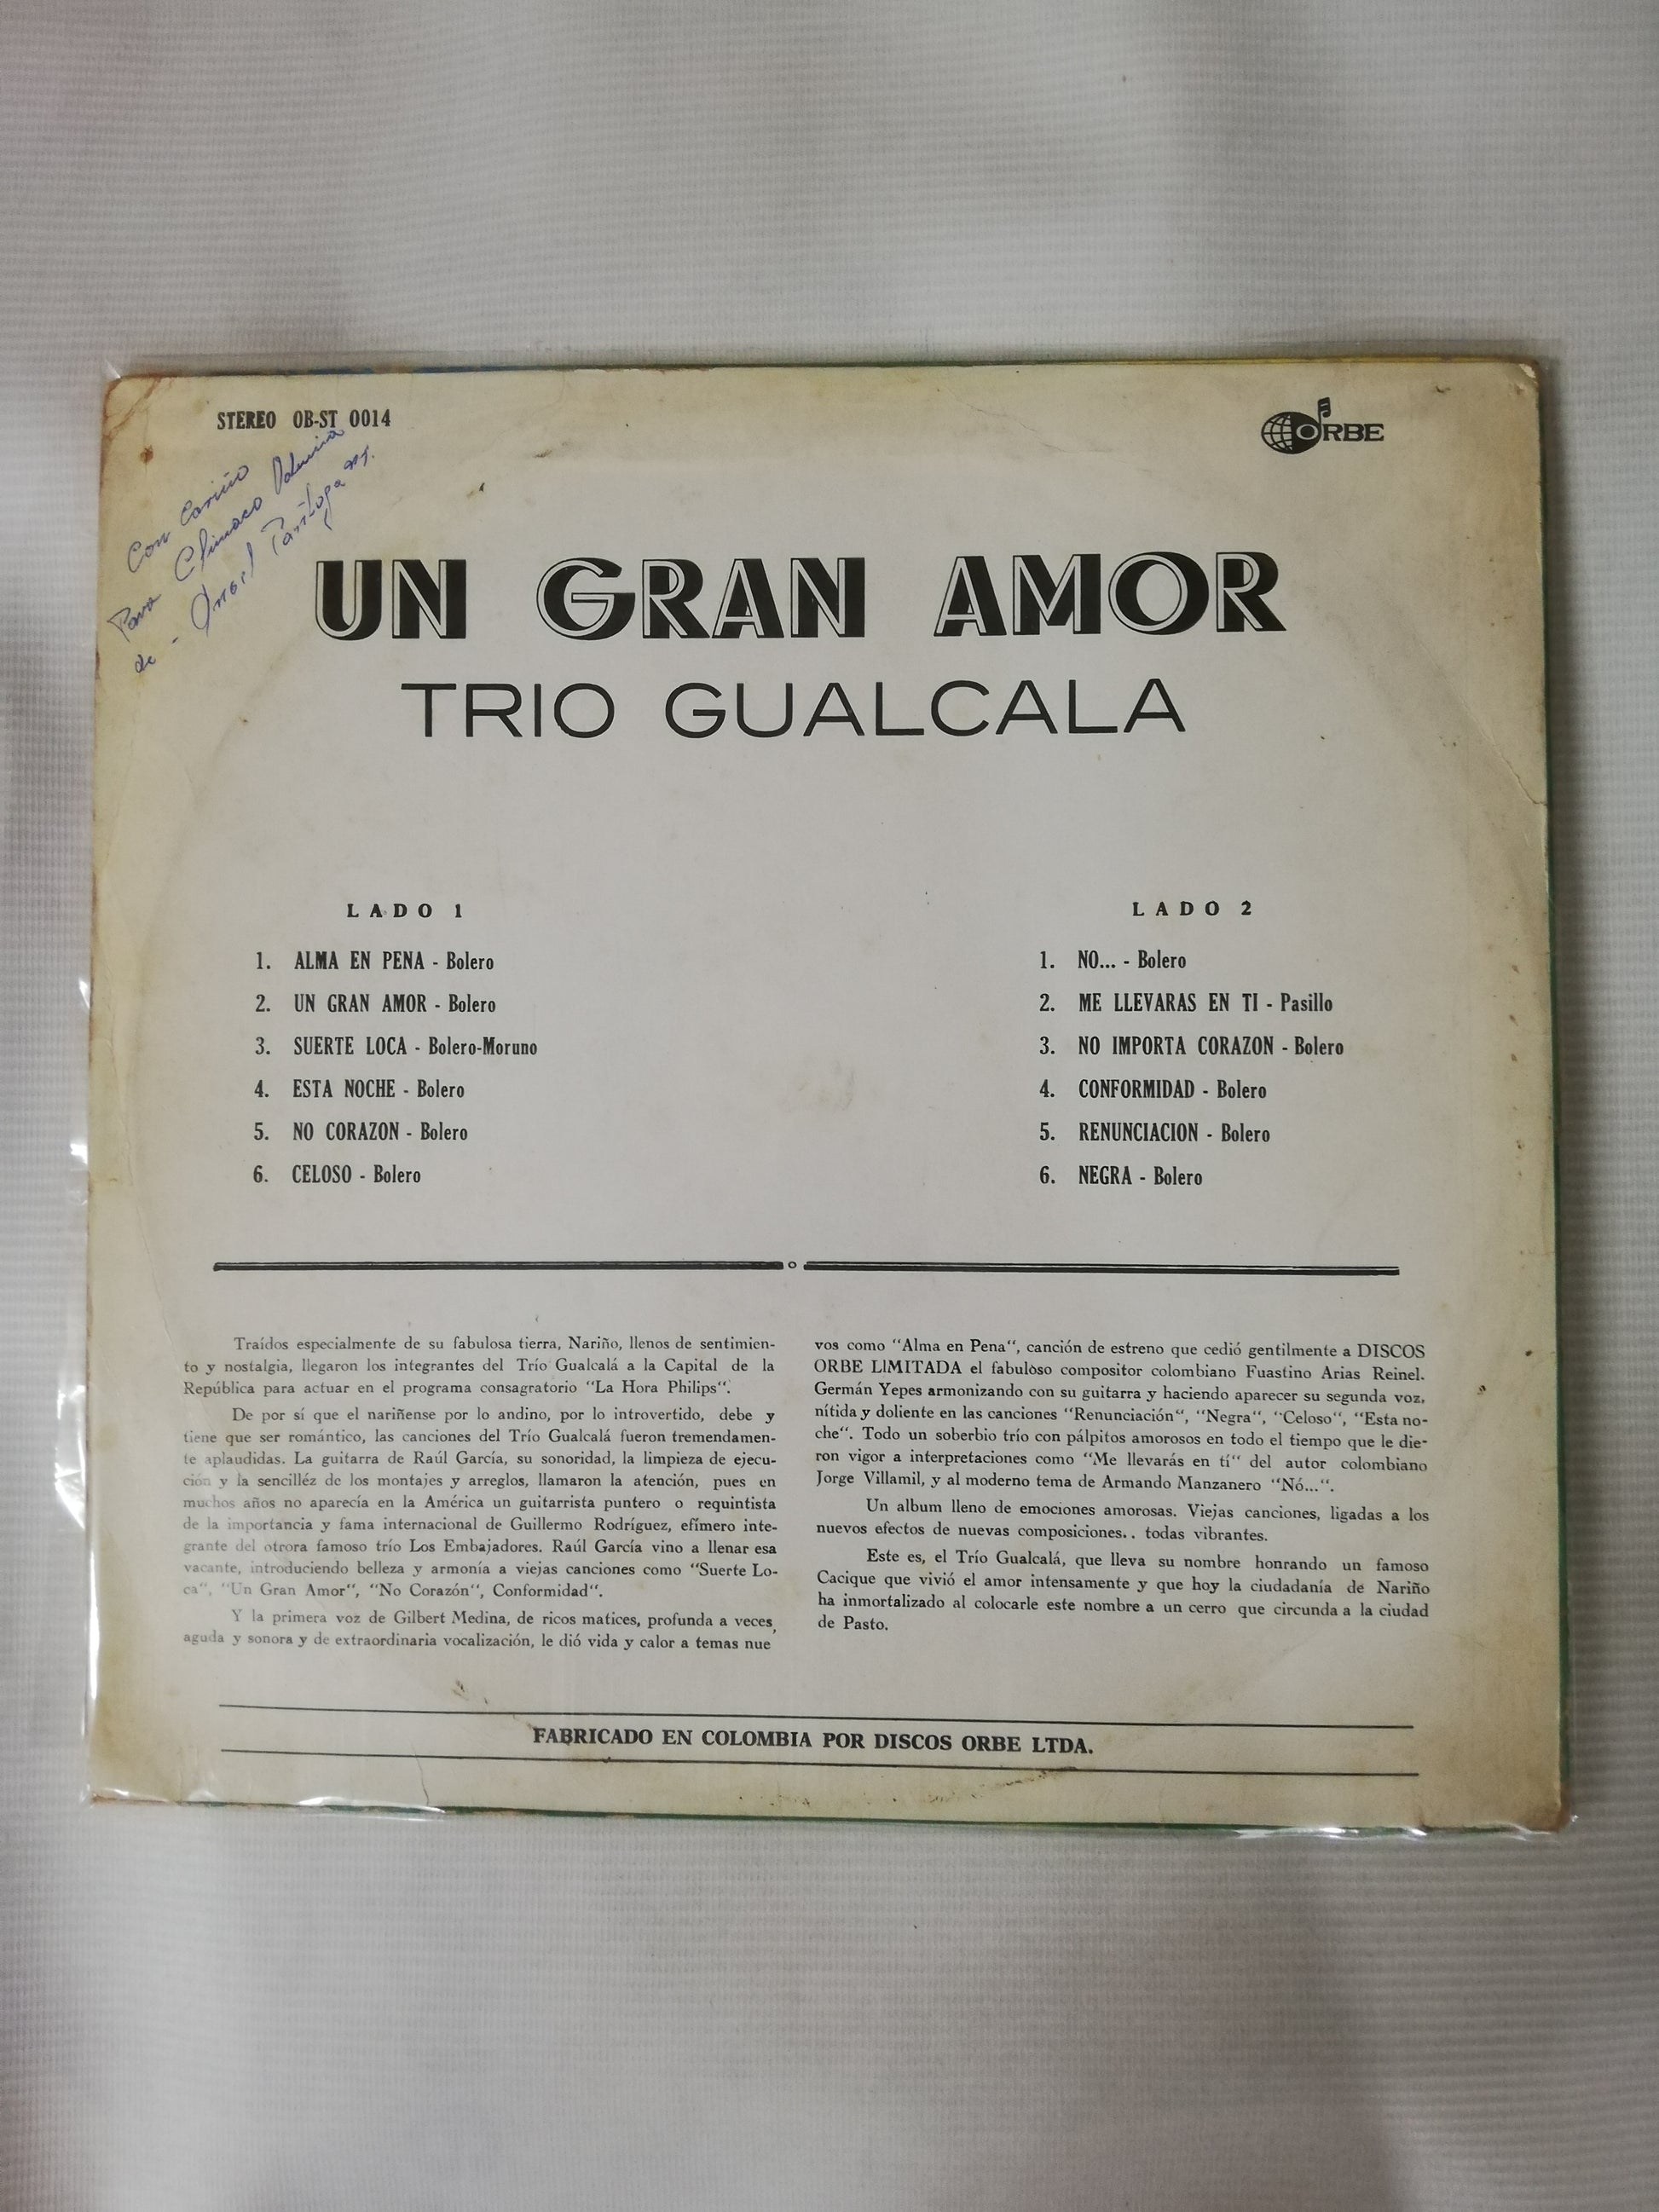 STEREO OB-ST 0014
ORBE
Con Cariño
Para Climaco
de -
UN GRAN AMOR
TRIO GUALCALA
LADO 1
1. ALMA EN PENA - Bolero
2. UN GRAN AMOR - Bolero
3. SUERTE LOCA - Bolero-Moruno
4. ESTA NOCHE - Bolero
5. NO CORAZON - Bolero
6. CELOSO - Bolero
LADO 2
1. NO... - Bolero
2. ME LLEVARAS EN TI - Pasillo
3. NO IMPORTA CORAZON - Bolero
4. CONFORMIDAD - Bolero
5. RENUNCIACION - Bolero
6. NEGRA - Bolero
Traídos especialmente de su fabulosa tierra, Nariño, llenos de sentimien-
to y nostalgia, llegaron los integrantes del Trío Gualcalá a la Capital de la
República para actuar en el programa consagratorio "La Hora Philips".
De por sí que el nariñense por lo andino, por lo introvertido, debe y
tiene que ser romántico, las canciones del Trío Gualcalá fueron tremendamen-
te aplaudidas. La guitarra de Raúl García, su sonoridad, la limpieza de ejecu-
ción y la sencilléz de los montajes y arreglos, llamaron la atención, pues en
muchos años no aparecía en la América un guitarrista puntero o requintista
de la importancia y fama internacional de Guillermo Rodríguez, efímero inte-
grante del otrora famoso trío Los Embajadores. Raúl García vino a llenar esa
vacante, introduciendo belleza y armonía a viejas canciones como "Suerte Lo-
ca", "Un Gran Amor", "No Corazón", Conformidad".
Y la primera voz de Gilbert Medina, de ricos matices, profunda a veces,
aguda y sonora y de extraordinaria vocalización, le dió vida y calor a temas nue
vos como "Alma en Pena", canción de estreno que cedió gentilmente a DISCOS
ORBE LIMITADA el fabuloso compositor colombiano Fuastino Arias Reinel.
Germán Yepes armonizando con su guitarra y haciendo aparecer su segunda voz,
nítida y doliente en las canciones "Renunciación", "Negra", "Celoso", "Esta no-
che". Todo un soberbio trío con pálpitos amorosos en todo el tiempo que le die-
ron vigor a interpretaciones como "Me llevarás en tí" del autor colombiano
Jorge Villamil, y al moderno tema de Armando Manzanero "Nó...".
Un album lleno de emociones amorosas. Viejas canciones, ligadas a los
nuevos efectos de nuevas composiciones.. todas vibrantes.
Este es, el Trío Gualcalá, que lleva su nombre honrando un famoso
Cacique que vivió el amor intensamente y que hoy la ciudadanía de Nariño
ha inmortalizado al colocarle este nombre a un cerro que circunda a la ciudad
de Pasto.
FABRICADO EN COLOMBIA POR DISCOS ORBE LTDA.